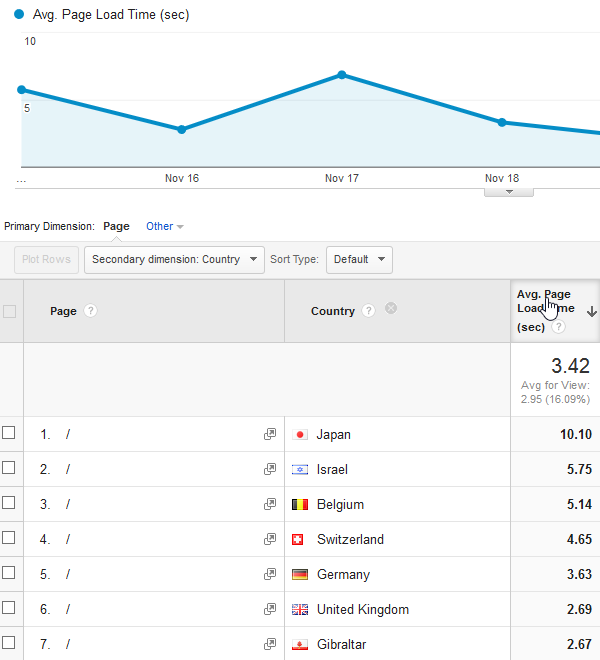 Avg. Page Load Time (sec)
10
5
...
Nov 16
Nov 17
Nov 18
Primary Dimension: Page Other
Plot Rows Secondary dimension: Country Sort Type: Default
Page ? Country ? Avg. Page
Load Time
(sec) ?
3.42
Avg for View:
2.95 (16.09%)
1. / Japan 10.10
2. / Israel 5.75
3. / Belgium 5.14
4. / Switzerland 4.65
5. / Germany 3.63
6. / United Kingdom 2.69
7. / Gibraltar 2.67